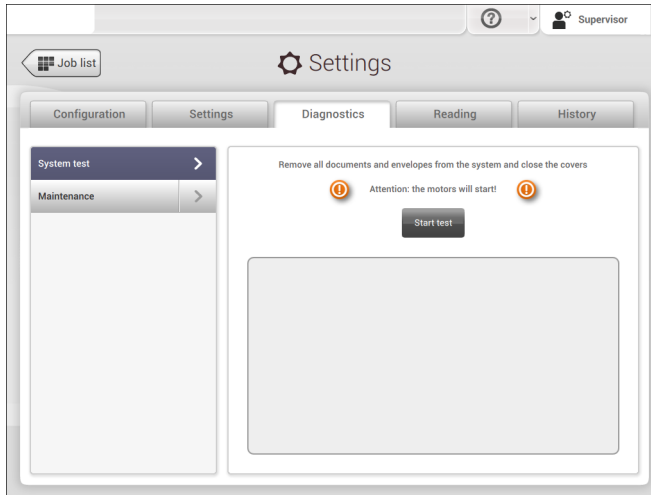 Supervisor
Job list
Settings
Configuration
Settings
Diagnostics
Reading
History
System test
Maintenance
Remove all documents and envelopes from the system and close the covers
Attention: the motors will start!
Start test